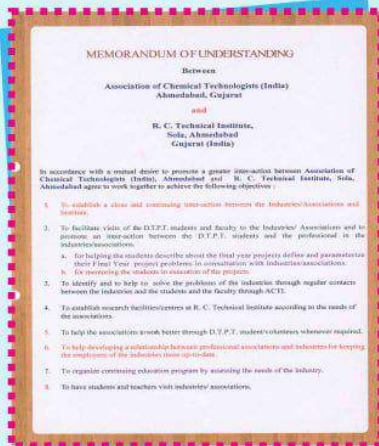 MEMORANDUM OF UNDERSTANDING
Between
Association of Chemical Technologists (India)
Ahmedabad, Gujarat
and
R. C. Technical Institute,
Sola, Ahmedabad
Gujarat (India)
In accordance with a mutual desire to promote a greater inter-action between Association of
Chemical Technologists (India), Ahmedabad and R. C. Technical Institute, Sola,
Ahmedabad agree to work together to achieve the following objectives :
1. To establish a close and continuing inter-action between the Industries/Associations and
Institute.
2. To facilitate visits of the D.T.P.T. students and faculty to the Industries/ Associations and to
promote an inter-action between the D.T.P.T. students and the professional in the
industries/associations.
a. for helping the students describe about the final year projects define and parameterize
their Final Year project problems in consultation with industries/associations.
b. for mentoring the students in execution of the projects.
3. To identify and to help to solve the problems of the industries through regular contacts
between the industries and the students and the faculty through ACTI.
4. To establish research facilities/centres at R. C. Technical Institute according to the needs of
the associations.
5. To help the associations to work better through D.T.P.T. student/volunteers whenever required.
6. To help developing a relationship between professional associations and industries for keeping
the employees of the industries more up-to-date.
7. To organize continuing education program by assessing the needs of the industry.
8. To have students and teachers visit industries/ associations.